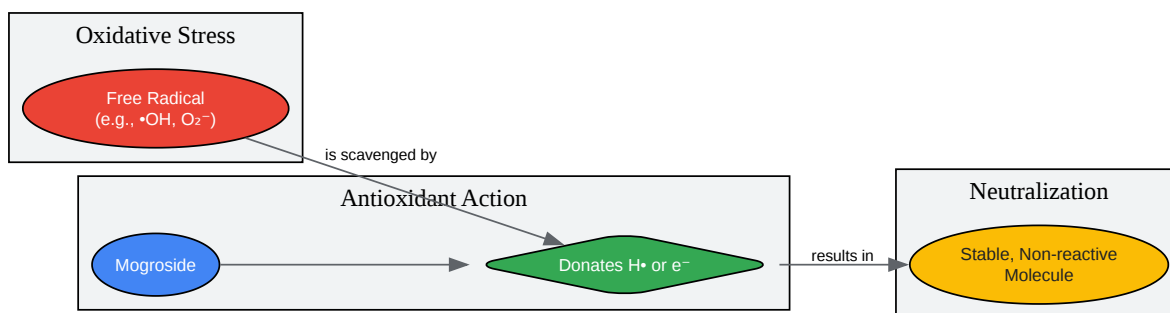 Oxidative Stress
Free Radical
(e.g., •OH, O₂⁻)
is scavenged by
Antioxidant Action
Mogroside
Donates H• or e⁻
results in
Neutralization
Stable, Non-reactive
Molecule